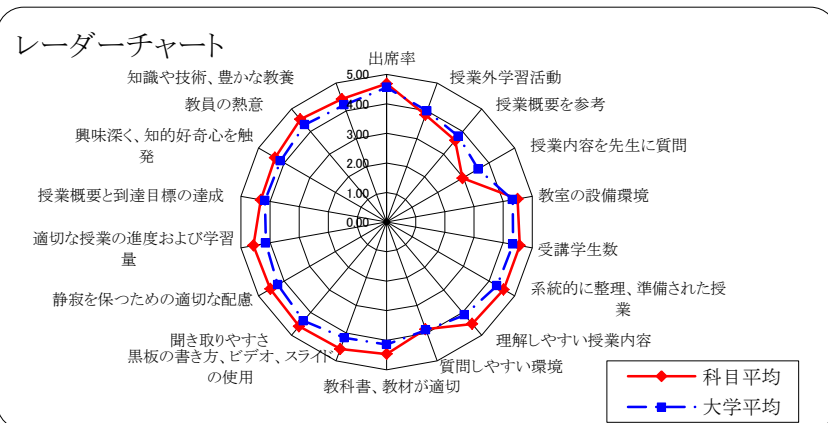 レーダーチャート
出席率
授業外学習活動
授業概要を参考
授業内容を先生に質問
教室の設備環境
受講学生数
系統的に整理、準備された授
業
理解しやすい授業内容
質問しやすい環境
教科書、教材が適切
黒板の書き方、ビデオ、スライド
の使用
聞き取りやすさ
静寂を保つための適切な配慮
適切な授業の進度および学習
量
授業概要と到達目標の達成
興味深く、知的好奇心を触
発
教員の熱意
知識や技術、豊かな教養
5.00
4.00
3.00
2.00
1.00
0.00
科目平均
大学平均